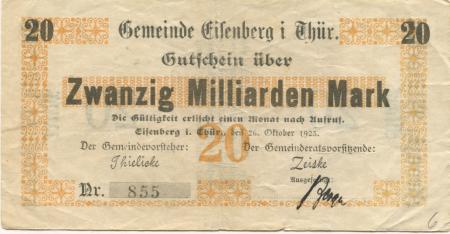 20 Gemeinde Eisenberg i Thür. 20
Gutschein über
Zwanzig Milliarden Mark
Die Gültigkeit erlischt einen Monat nach Aufruf.
Eisenberg i. Thür., den 26. Oktober 1923.
Der Gemeindevorsteher: Der Gemeinderatsvorsitzende:
Thielicke 20 Zeiske
Ausgefertigt:
Nr. 855
6